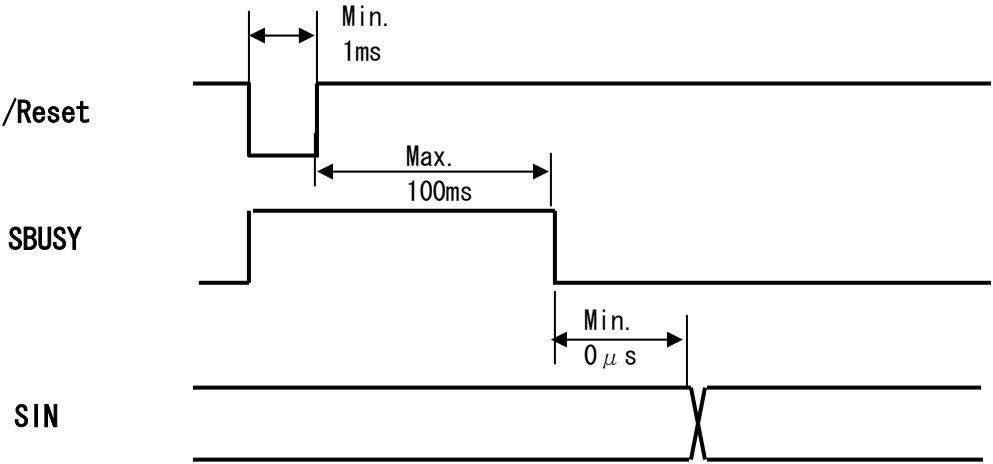 Min.
1ms
/Reset
Max.
100ms
SBUSY
Min.
0μs
SIN